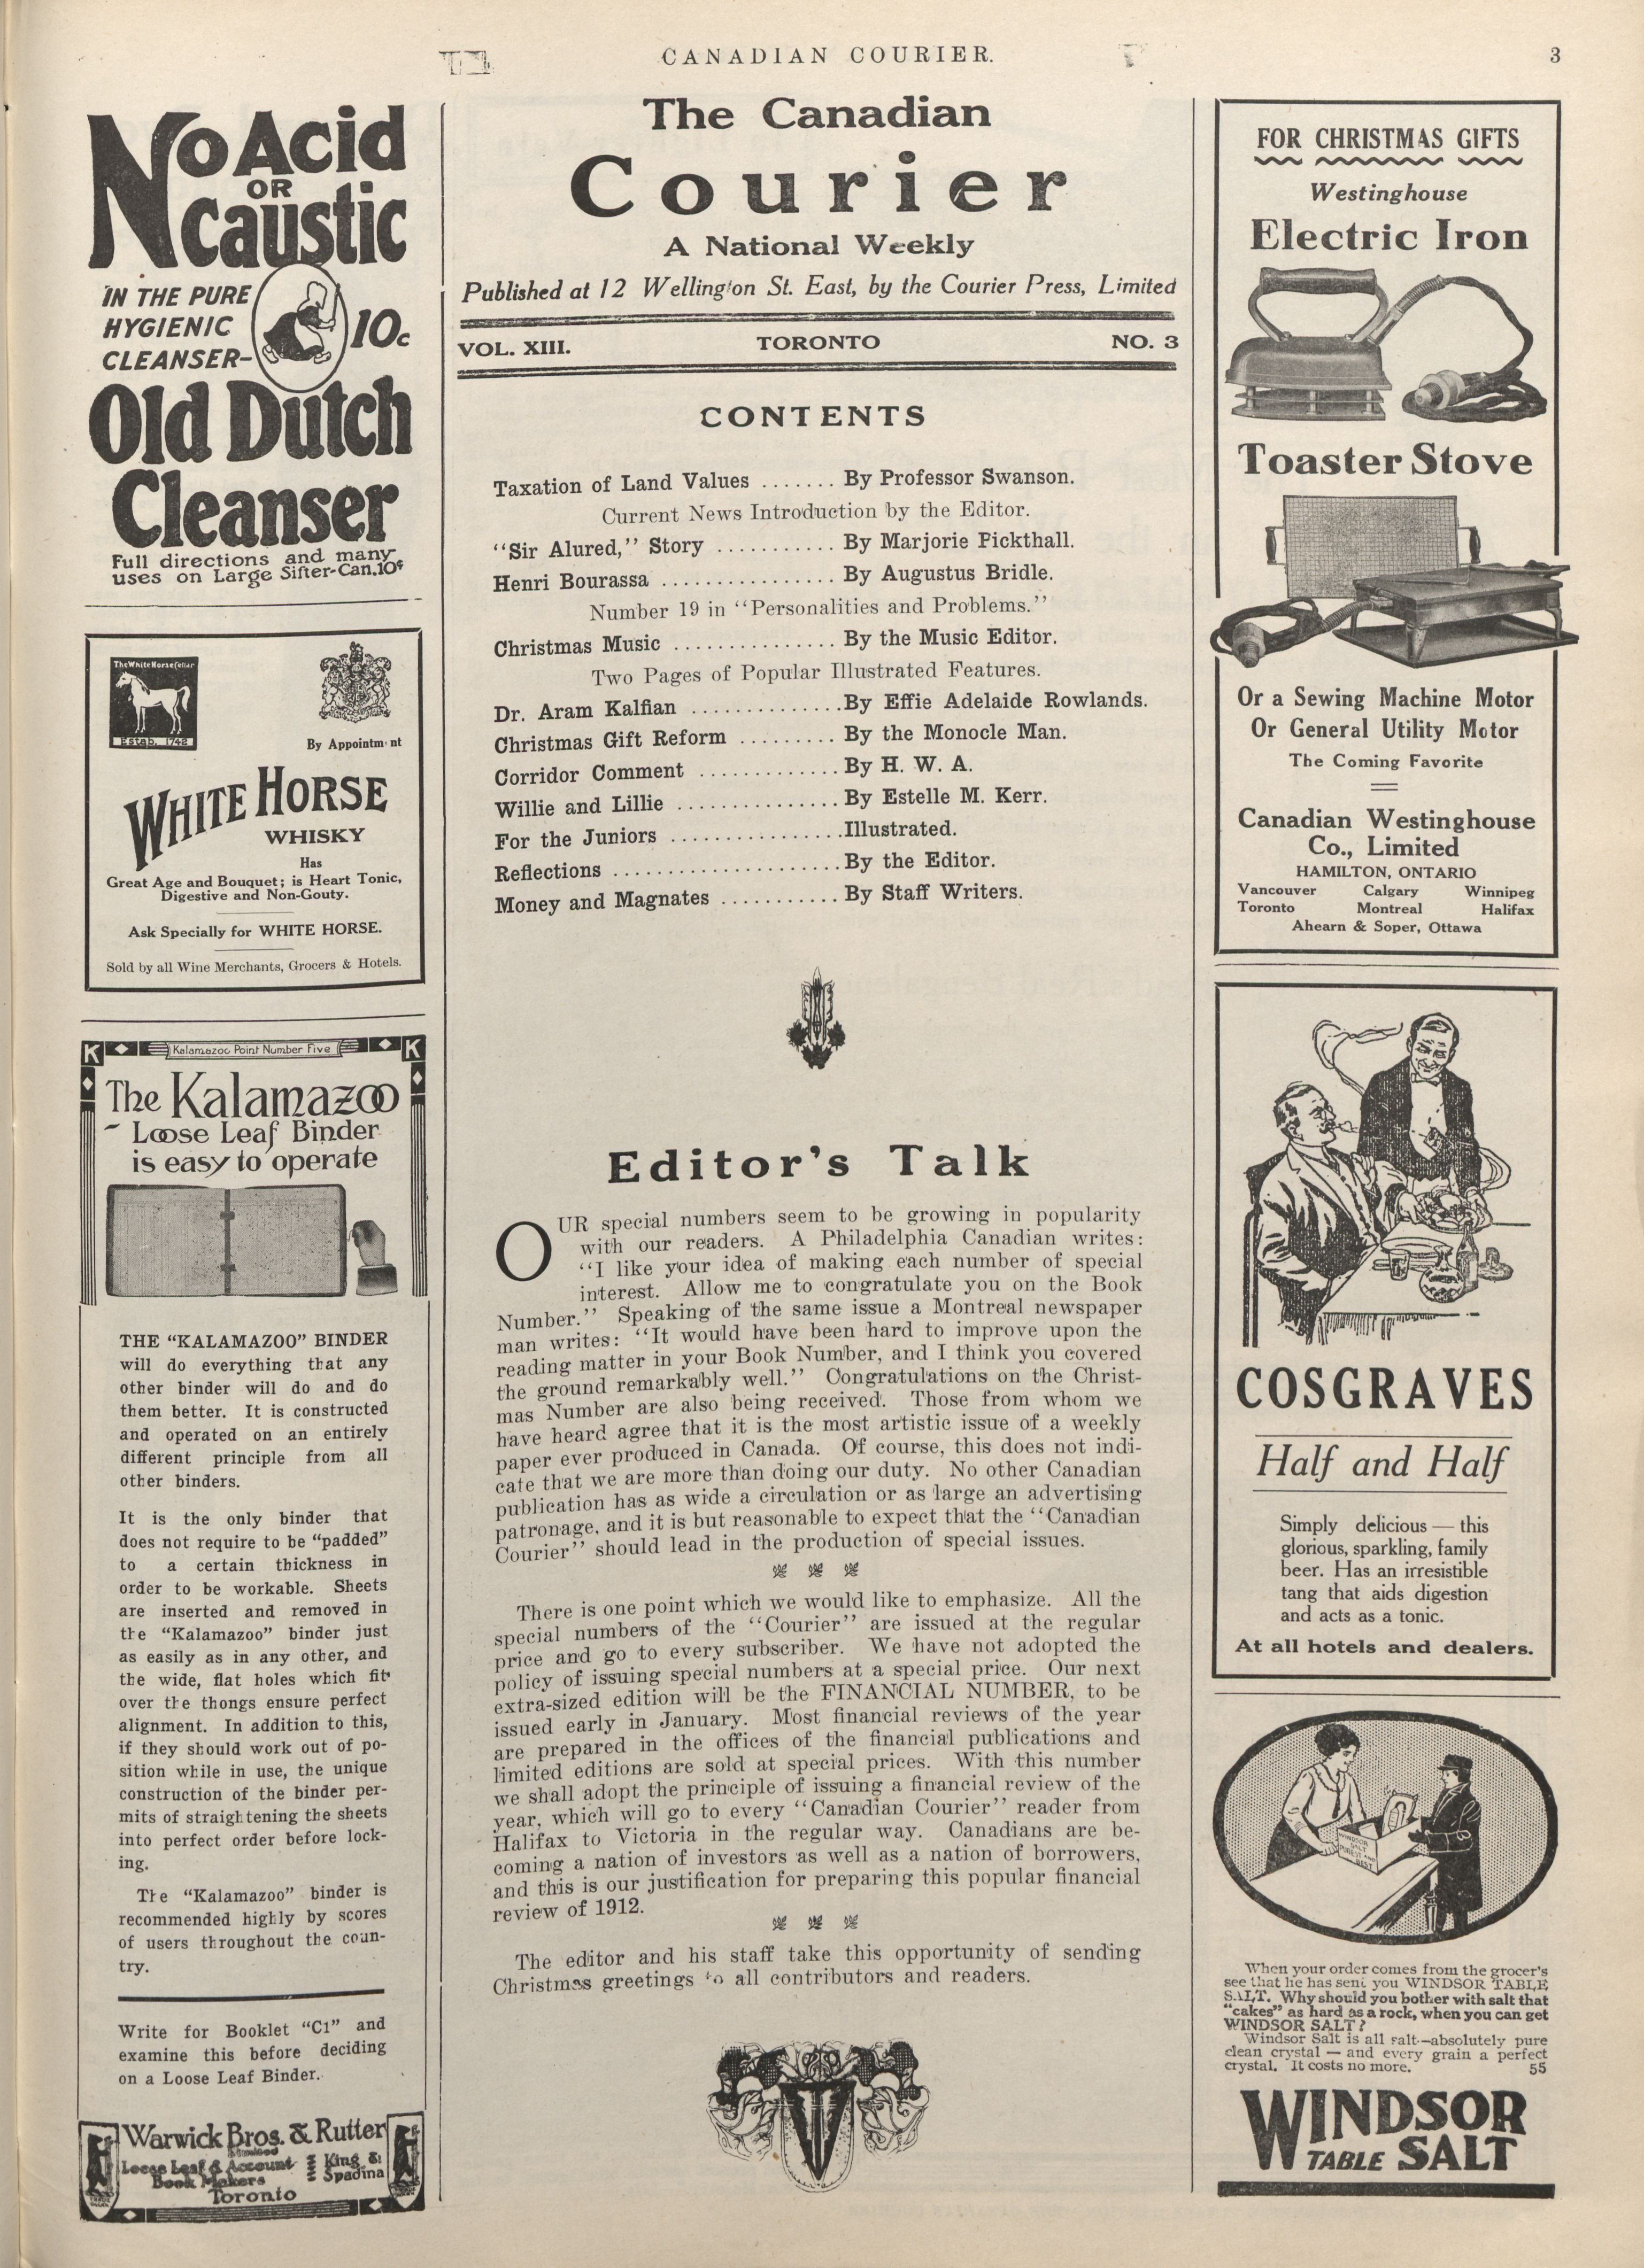 CANADIAN COURIER.
3
No Acid
OR
Caustic
IN THE PURE
HYGIENIC
CLEANSER-
10c
Old Dutch
Cleanser
Full directions and many
uses on Large Sifter-Can.10¢
The White Horse Cellar
Estab. 1742
By Appointment
WHITE HORSE
WHISKY
Has
Great Age and Bouquet; is Heart Tonic,
Digestive and Non-Gouty.
Ask Specially for WHITE HORSE.
Sold by all Wine Merchants, Grocers & Hotels.
K
Kalamazoo Point Number Five
K
The Kalamazoo
- Loose Leaf Binder
is easy to operate
THE "KALAMAZOO" BINDER
will do everything that any
other binder will do and do
them better. It is constructed
and operated on an entirely
different principle from all
other binders.
It is the only binder that
does not require to be "padded"
to a certain thickness in
order to be workable. Sheets
are inserted and removed in
the "Kalamazoo" binder just
as easily as in any other, and
the wide, flat holes which fit
over the thongs ensure perfect
alignment. In addition to this,
if they should work out of po-
sition while in use, the unique
construction of the binder per-
mits of straightening the sheets
into perfect order before lock-
ing.
The "Kalamazoo" binder is
recommended highly by scores
of users throughout the coun-
try.
Write for Booklet "C1" and
examine this before deciding
on a Loose Leaf Binder.
Warwick Bros. & Rutter
Limited
Loose Leaf & Account
Book Makers
King &
Spadina
Toronto
The Canadian
Courier
A National Weekly
Published at 12 Wellington St. East, by the Courier Press, Limited
VOL. XIII. TORONTO NO. 3
CONTENTS
Taxation of Land Values ....... By Professor Swanson.
Current News Introduction by the Editor.
"Sir Alured," Story ........... By Marjorie Pickthall.
Henri Bourassa ................ By Augustus Bridle.
Number 19 in "Personalities and Problems."
Christmas Music ............... By the Music Editor.
Two Pages of Popular Illustrated Features.
Dr. Aram Kalfian ..............By Effie Adelaide Rowlands.
Christmas Gift Reform ......... By the Monocle Man.
Corridor Comment ............. By H. W. A.
Willie and Lillie ............... By Estelle M. Kerr.
For the Juniors ................Illustrated.
Reflections ...................... By the Editor.
Money and Magnates ........... By Staff Writers.
Editor's Talk
OUR special numbers seem to be growing in popularity
with our readers. A Philadelphia Canadian writes:
"I like your idea of making each number of special
interest. Allow me to congratulate you on the Book
Number." Speaking of the same issue a Montreal newspaper
man writes: "It would have been hard to improve upon the
reading matter in your Book Number, and I think you covered
the ground remarkably well." Congratulations on the Christ-
mas Number are also being received. Those from whom we
have heard agree that it is the most artistic issue of a weekly
paper ever produced in Canada. Of course, this does not indi-
cate that we are more than doing our duty. No other Canadian
publication has as wide a circulation or as large an advertising
patronage, and it is but reasonable to expect that the "Canadian
Courier" should lead in the production of special issues.
There is one point which we would like to emphasize. All the
special numbers of the "Courier" are issued at the regular
price and go to every subscriber. We have not adopted the
policy of issuing special numbers at a special price. Our next
extra-sized edition will be the FINANCIAL NUMBER, to be
issued early in January. Most financial reviews of the year
are prepared in the offices of the financial publications and
limited editions are sold at special prices. With this number
we shall adopt the principle of issuing a financial review of the
year, which will go to every "Canadian Courier" reader from
Halifax to Victoria in the regular way. Canadians are be-
coming a nation of investors as well as a nation of borrowers,
and this is our justification for preparing this popular financial
review of 1912.
The editor and his staff take this opportunity of sending
Christmas greetings to all contributors and readers.
FOR CHRISTMAS GIFTS
Westinghouse
Electric Iron
Toaster Stove
Or a Sewing Machine Motor
Or General Utility Motor
The Coming Favorite
Canadian Westinghouse
Co., Limited
HAMILTON, ONTARIO
Vancouver Calgary Winnipeg
Toronto Montreal Halifax
Ahearn & Soper, Ottawa
COSGRAVES
Half and Half
Simply delicious — this
glorious, sparkling, family
beer. Has an irresistible
tang that aids digestion
and acts as a tonic.
At all hotels and dealers.
WINDSOR
SALT
PUREST AND
BEST
When your order comes from the grocer's
see that he has sent you WINDSOR TABLE
SALT. Why should you bother with salt that
"cakes" as hard as a rock, when you can get
WINDSOR SALT?
Windsor Salt is all salt—absolutely pure
clean crystal — and every grain a perfect
crystal. It costs no more. 55
WINDSOR
TABLE SALT